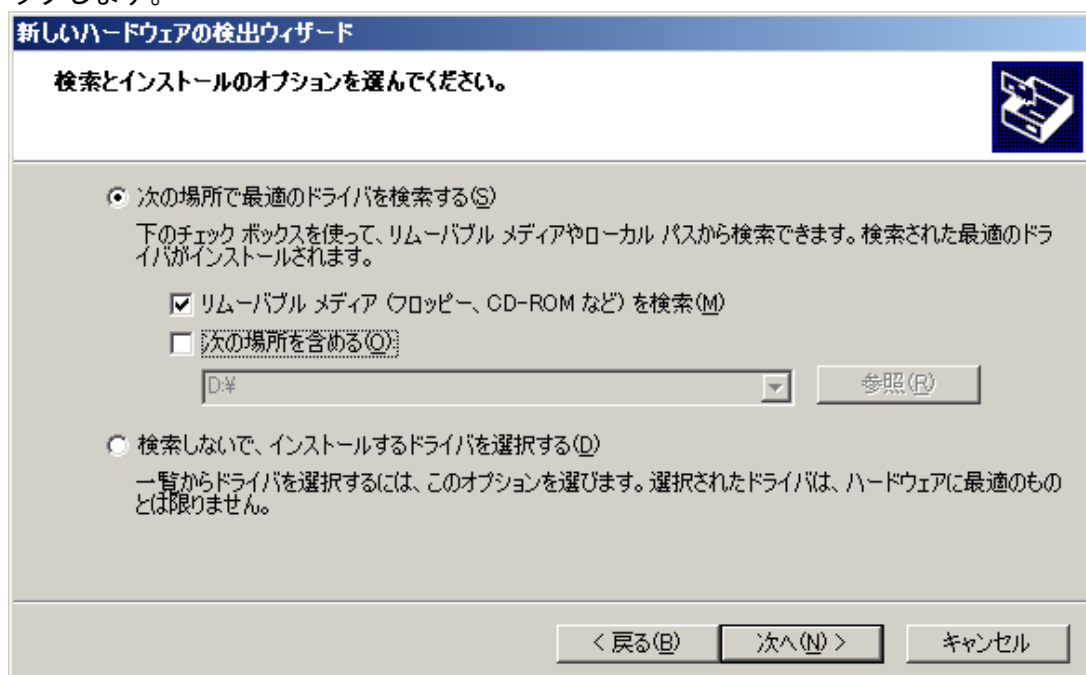 ックします。
新しいハードウェアの検出ウィザード
検索とインストールのオプションを選んでください。
次の場所で最適のドライバを検索する(S)
下のチェック ボックスを使って、リムーバブル メディアやローカル パスから検索できます。検索された最適のドラ
イバがインストールされます。
リムーバブル メディア (フロッピー、CD-ROM など) を検索(M)
次の場所を含める(O):
D:¥
参照(R)
検索しないで、インストールするドライバを選択する(D)
一覧からドライバを選択するには、このオプションを選びます。選択されたドライバは、ハードウェアに最適のもの
とは限りません。
< 戻る(B)
次へ(N) >
キャンセル